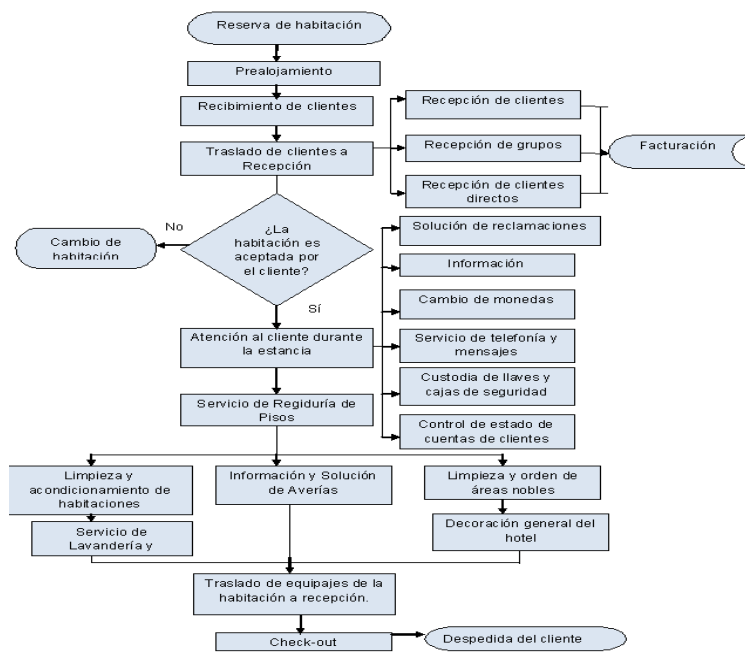 Reserva de habitación
Prealojamiento
Recibimiento de clientes
Traslado de clientes a
Recepción
Recepción de clientes
Recepción de grupos
Recepción de clientes
directos
Facturación
¿La
habitación es
aceptada por
el cliente?
No
Cambio de
habitación
Sí
Atención al cliente durante
la estancia
Solución de reclamaciones
Información
Cambio de monedas
Servicio de telefonía y
mensajes
Custodia de llaves y
cajas de seguridad
Control de estado de
cuentas de clientes
Servicio de Regiduría de
Pisos
Limpieza y
acondicionamiento de
habitaciones
Servicio de
Lavandería y
Información y Solución
de Averías
Limpieza y orden de
áreas nobles
Decoración general del
hotel
Traslado de equipajes de la
habitación a recepción.
Check-out
Despedida del cliente